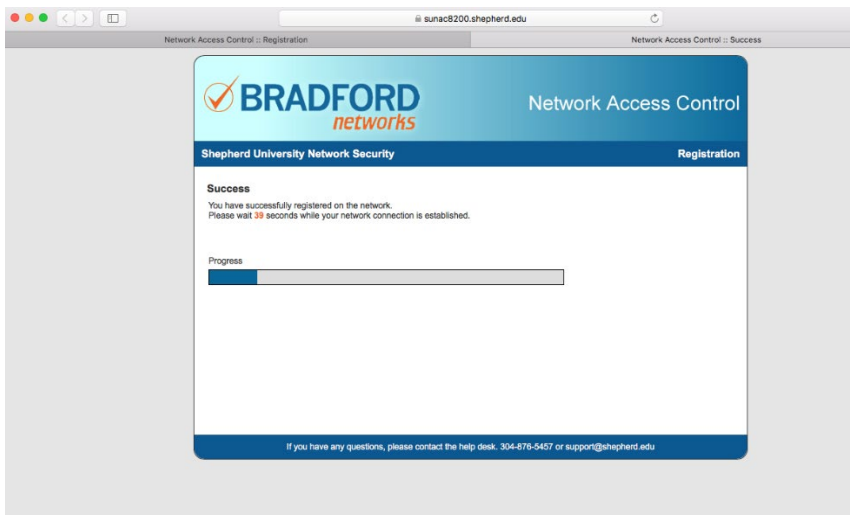 sunac8200.shepherd.edu
Network Access Control :: Registration
Network Access Control :: Success
BRADFORD
networks
Network Access Control
Shepherd University Network Security
Registration
Success
You have successfully registered on the network.
Please wait 39 seconds while your network connection is established.
Progress
If you have any questions, please contact the help desk. 304-876-5457 or support@shepherd.edu